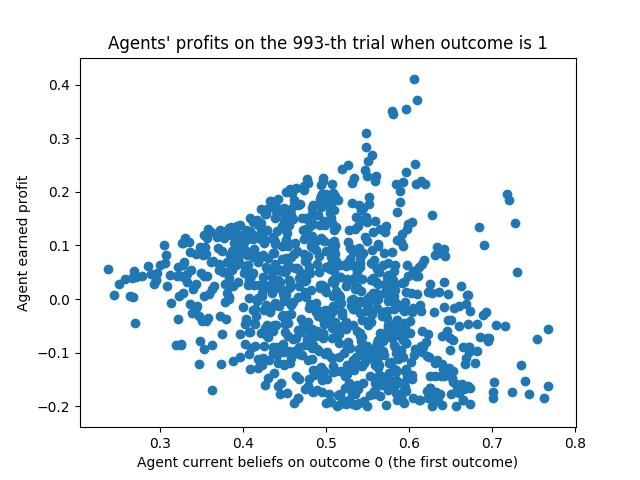 Agents' profits on the 993-th trial when outcome is 1
0.4
0.3
0.2
0.1
0.0
−0.1
−0.2
Agent earned profit
0.3 0.4 0.5 0.6 0.7 0.8
Agent current beliefs on outcome 0 (the first outcome)